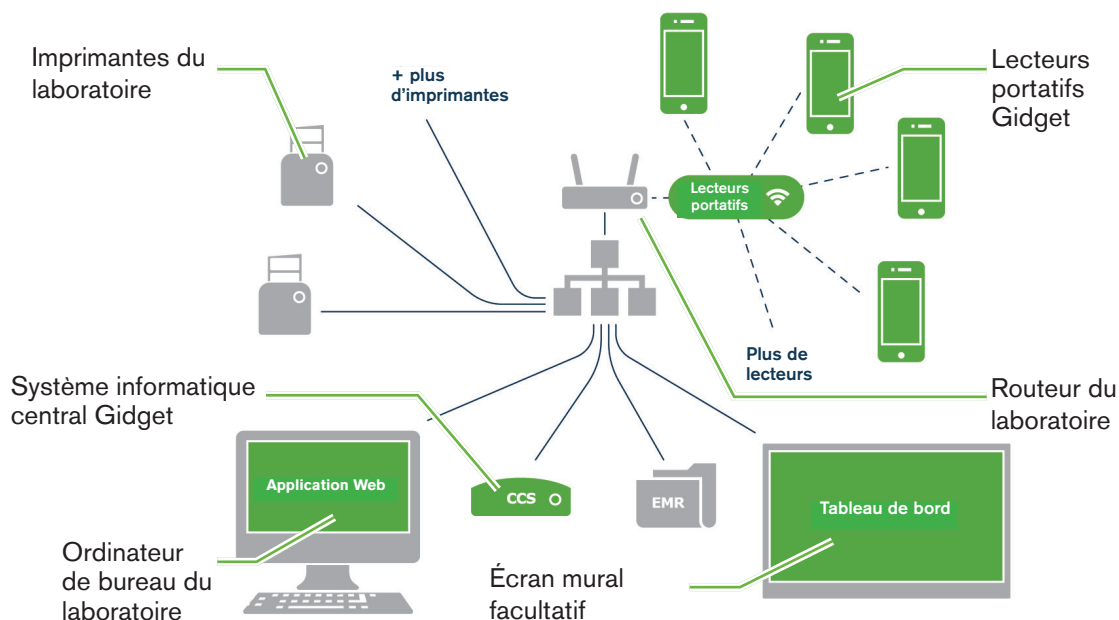 Imprimantes du
laboratoire
+ plus
d’imprimantes
Lecteurs
portatifs
Gidget
Lecteurs
portatifs
Plus de
lecteurs
Système informatique
central Gidget
Routeur du
laboratoire
Application Web
CCS
EMR
Tableau de bord
Ordinateur
de bureau du
laboratoire
Écran mural
facultatif